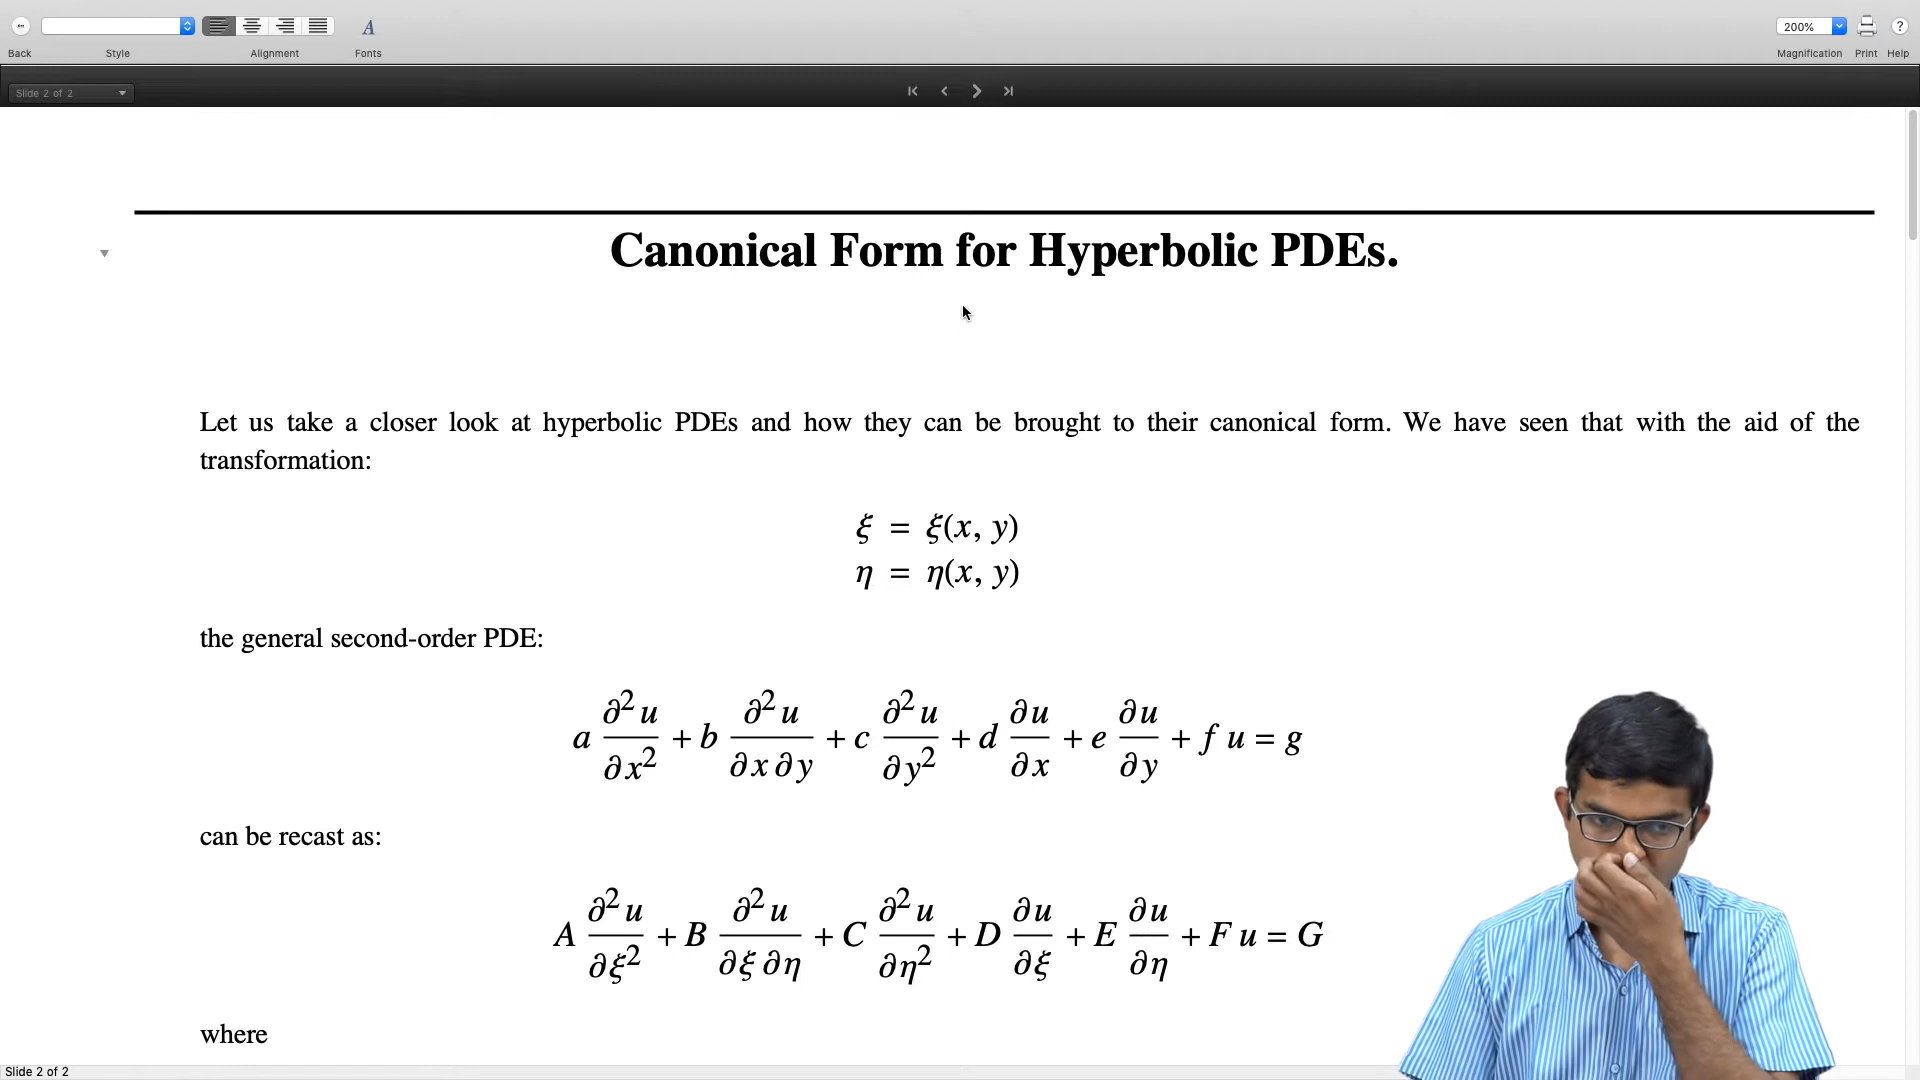 200%
Back
Style
Alignment
Fonts
Magnification
Print
Help
Slide 2 of 2
Canonical Form for Hyperbolic PDEs.
Let us take a closer look at hyperbolic PDEs and how they can be brought to their canonical form. We have seen that with the aid of the
transformation:
ξ = ξ(x, y)
η = η(x, y)
the general second-order PDE:
a ∂²u/∂x² + b ∂²u/∂x ∂y + c ∂²u/∂y² + d ∂u/∂x + e ∂u/∂y + f u = g
can be recast as:
A ∂²u/∂ξ² + B ∂²u/∂ξ ∂η + C ∂²u/∂η² + D ∂u/∂ξ + E ∂u/∂η + F u = G
where
Slide 2 of 2